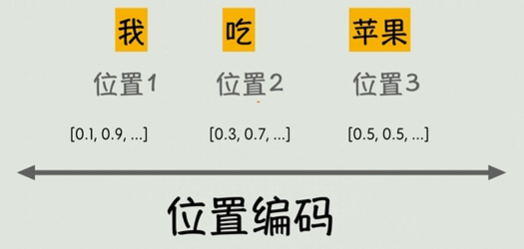 我 吃 苹果
位置1 位置2 位置3
[0.1, 0.9, ...] [0.3, 0.7, ...] [0.5, 0.5, ...]
位置编码